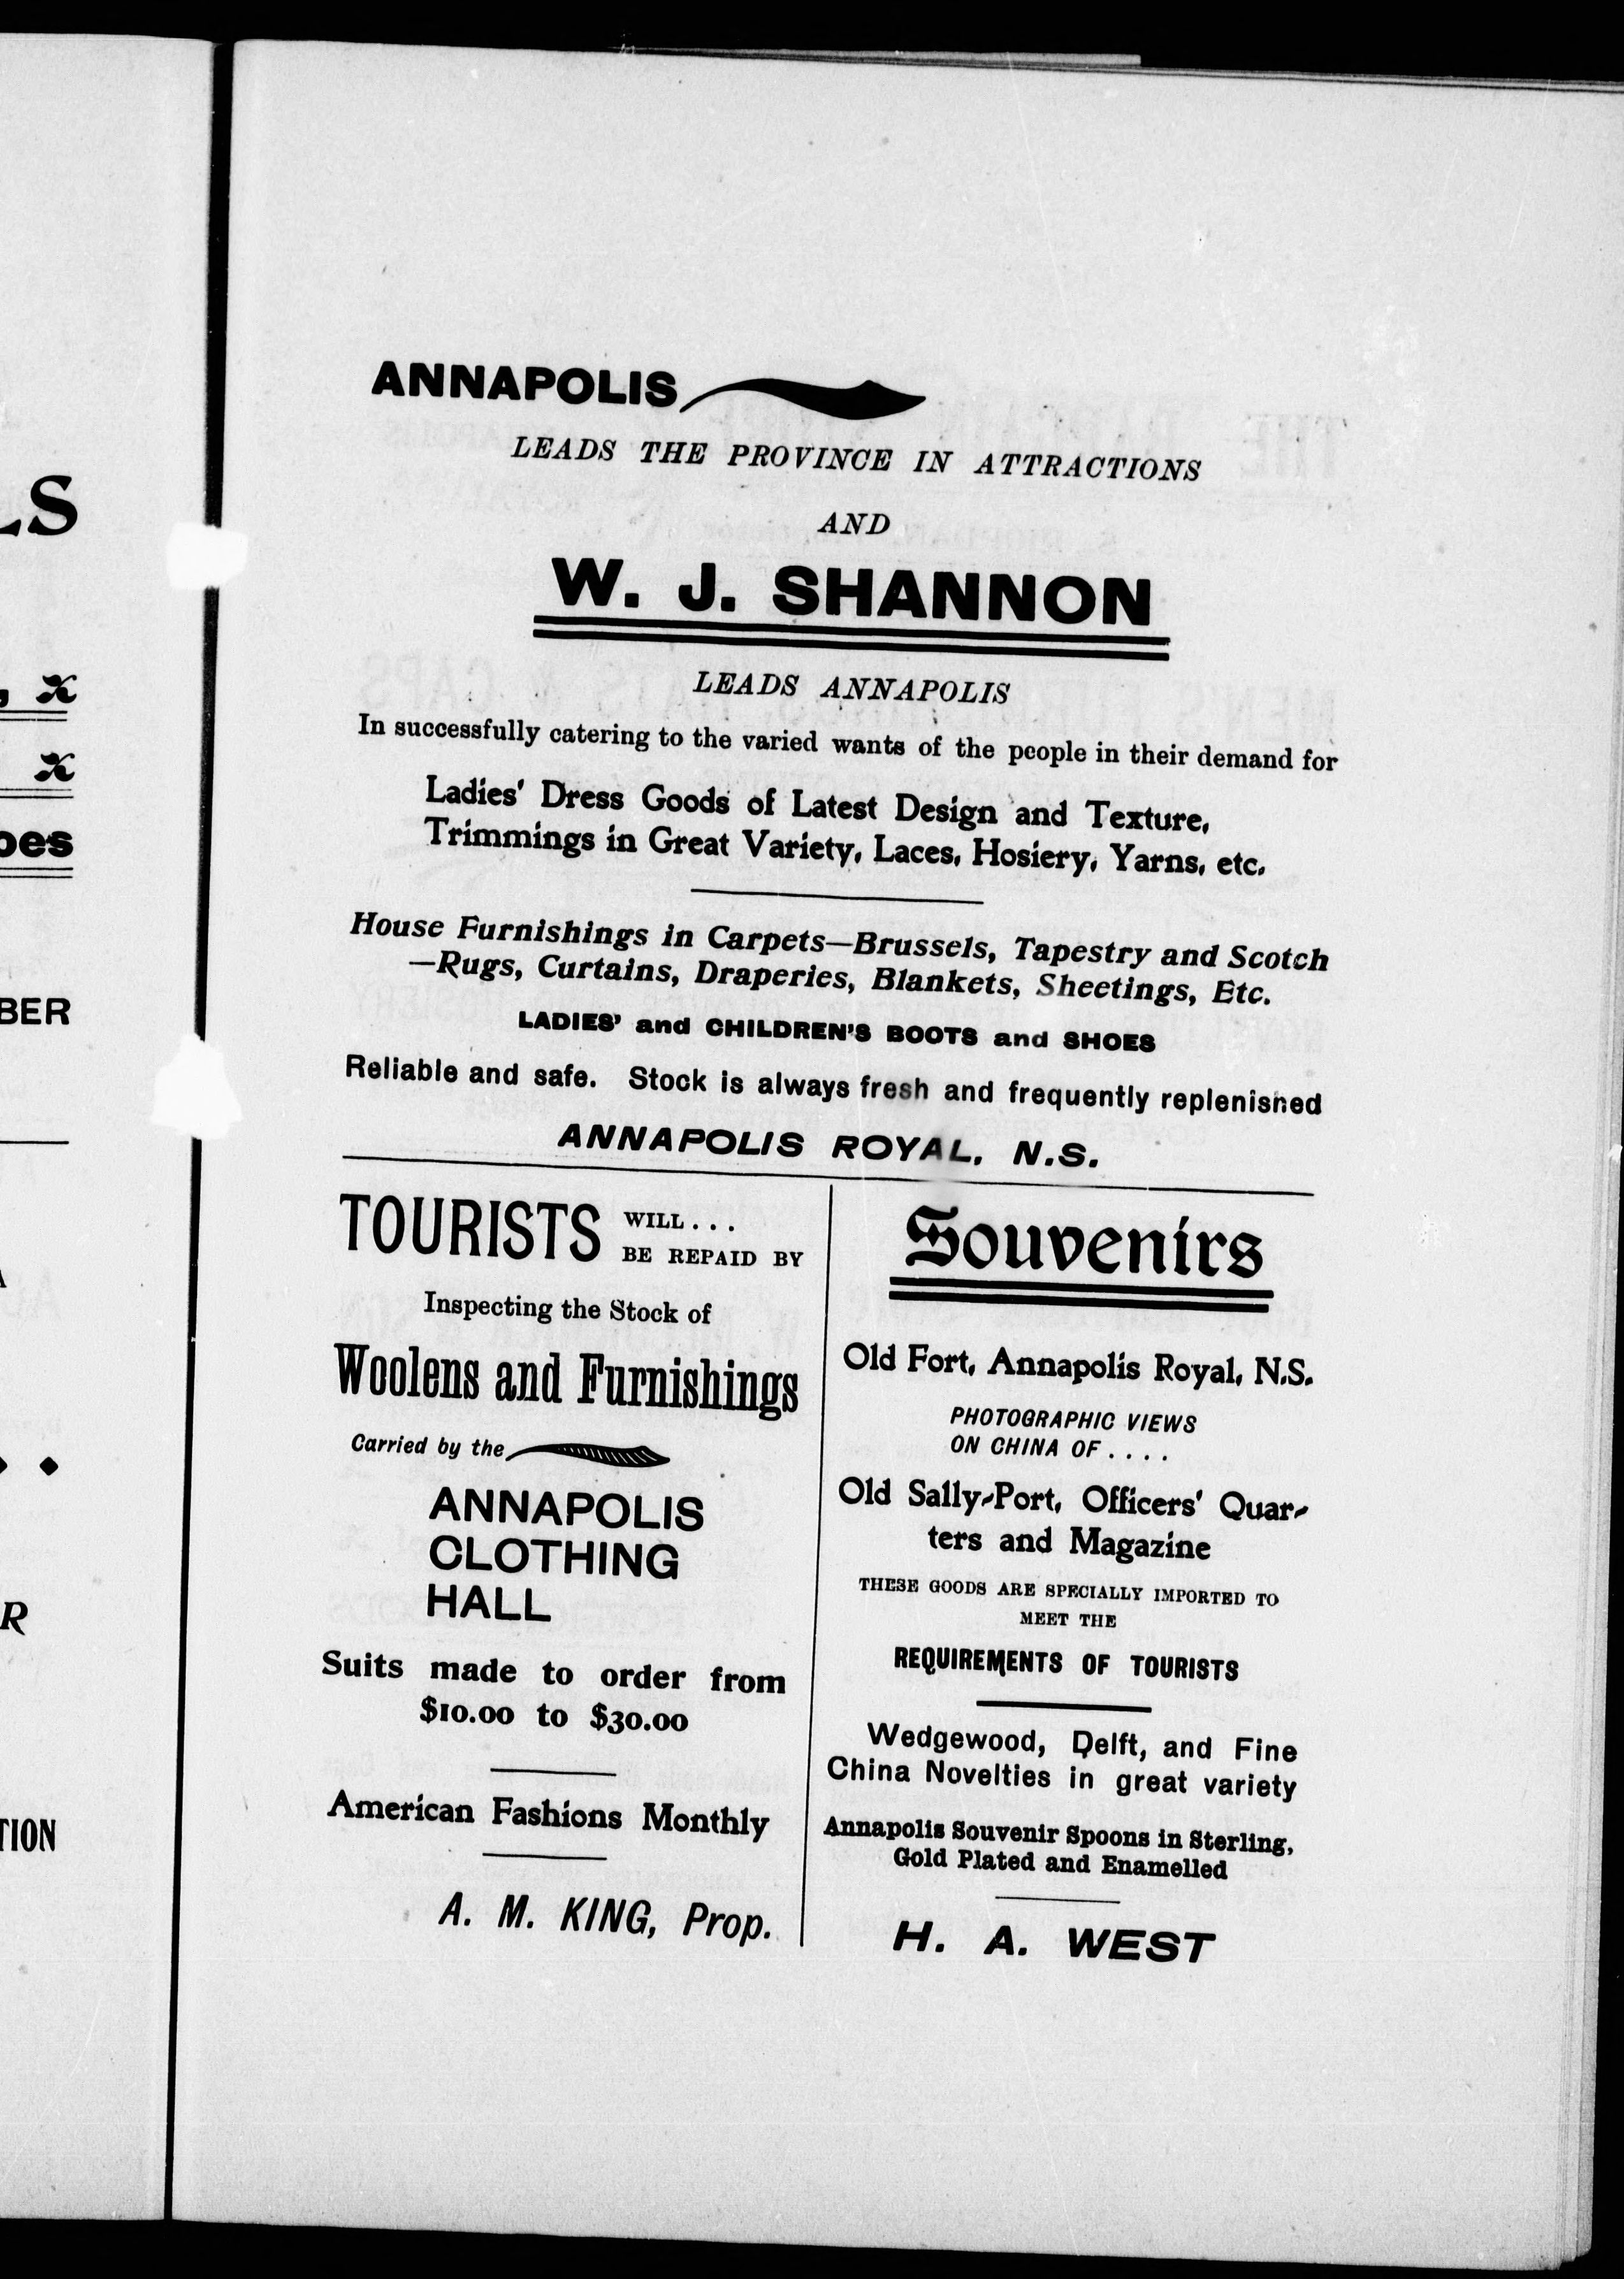 LS
, &
&
oes
BER
A
R
TION
ANNAPOLIS
LEADS THE PROVINCE IN ATTRACTIONS
AND
W. J. SHANNON
LEADS ANNAPOLIS
In successfully catering to the varied wants of the people in their demand for
Ladies' Dress Goods of Latest Design and Texture,
Trimmings in Great Variety, Laces, Hosiery, Yarns, etc.
House Furnishings in Carpets—Brussels, Tapestry and Scotch
—Rugs, Curtains, Draperies, Blankets, Sheetings, Etc.
LADIES' and CHILDREN'S BOOTS and SHOES
Reliable and safe. Stock is always fresh and frequently replenished
ANNAPOLIS ROYAL, N.S.
TOURISTS WILL...
BE REPAID BY
Inspecting the Stock of
Woolens and Furnishings
Carried by the
ANNAPOLIS
CLOTHING
HALL
Suits made to order from
$10.00 to $30.00
American Fashions Monthly
A. M. KING, Prop.
Souvenirs
Old Fort, Annapolis Royal, N.S.
PHOTOGRAPHIC VIEWS
ON CHINA OF....
Old Sally-Port, Officers' Quar-
ters and Magazine
THESE GOODS ARE SPECIALLY IMPORTED TO
MEET THE
REQUIREMENTS OF TOURISTS
Wedgewood, Delft, and Fine
China Novelties in great variety
Annapolis Souvenir Spoons in Sterling,
Gold Plated and Enamelled
H. A. WEST